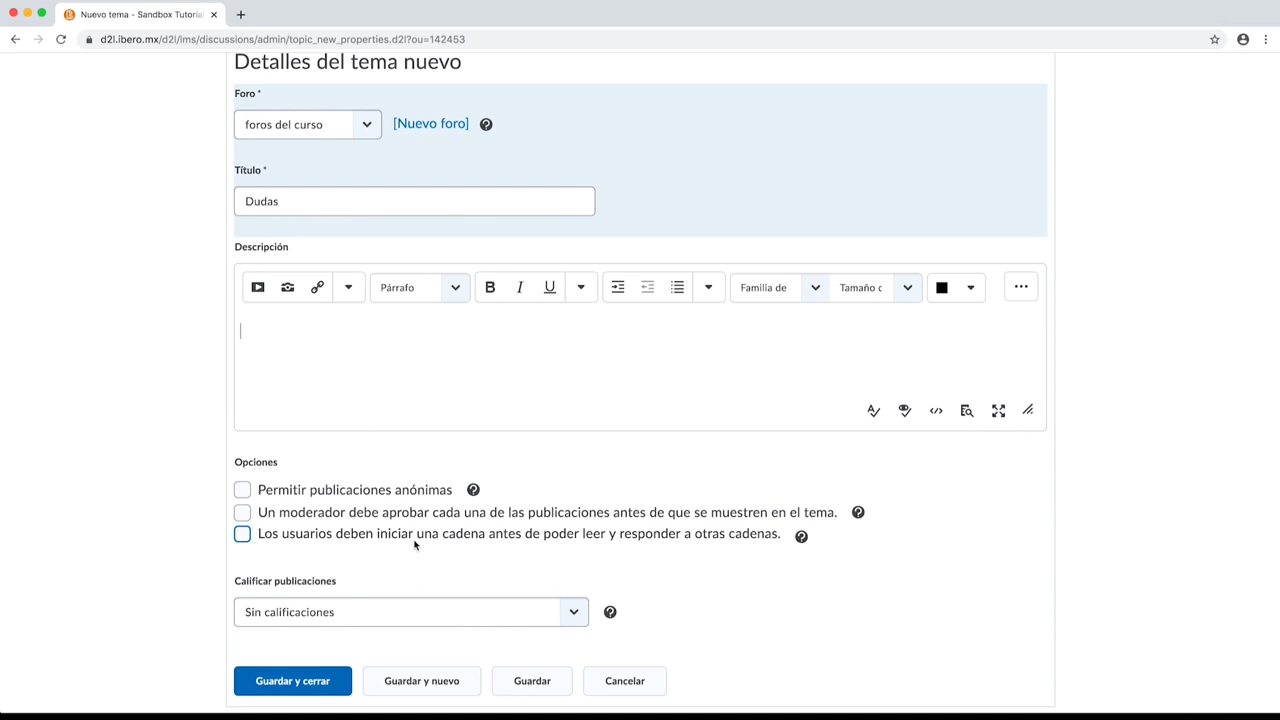 Nuevo tema - Sandbox Tutoria
d2l.ibero.mx/d2l/lms/discussions/admin/topic_new_properties.d2l?ou=142453
Detalles del tema nuevo
Foro *
foros del curso
[Nuevo foro]
Título *
Dudas
Descripción
Párrafo
B I U
Familia de
Tamaño c
Opciones
Permitir publicaciones anónimas
Un moderador debe aprobar cada una de las publicaciones antes de que se muestren en el tema.
Los usuarios deben iniciar una cadena antes de poder leer y responder a otras cadenas.
Calificar publicaciones
Sin calificaciones
Guardar y cerrar
Guardar y nuevo
Guardar
Cancelar